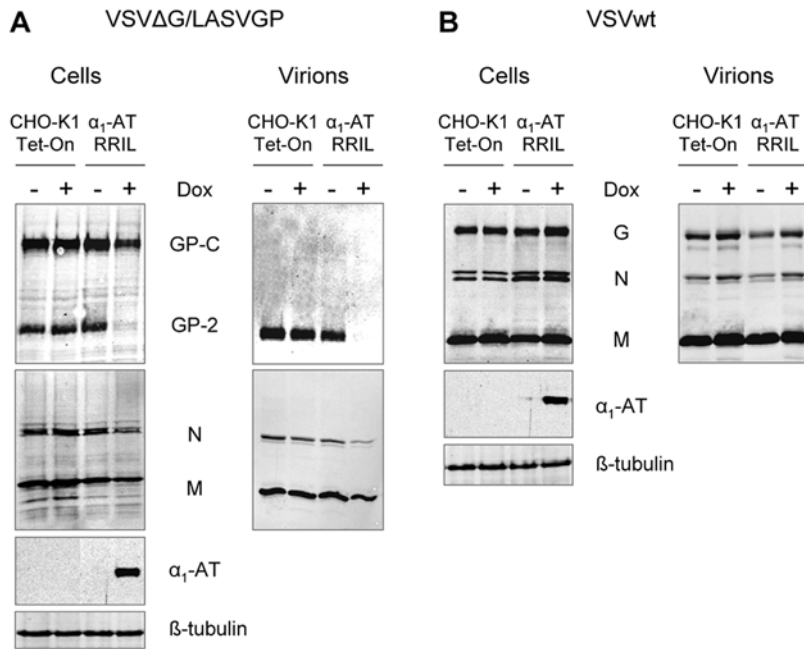 A
VSVΔG/LASVGP
Cells
Virions
CHO-K1
Tet-On
α₁-AT
RRIL
CHO-K1
Tet-On
α₁-AT
RRIL
- + - +
Dox
- + - +
GP-C
GP-2
N
M
α₁-AT
ß-tubulin
B
VSVwt
Cells
Virions
CHO-K1
Tet-On
α₁-AT
RRIL
CHO-K1
Tet-On
α₁-AT
RRIL
- + - +
Dox
- + - +
G
N
M
α₁-AT
ß-tubulin